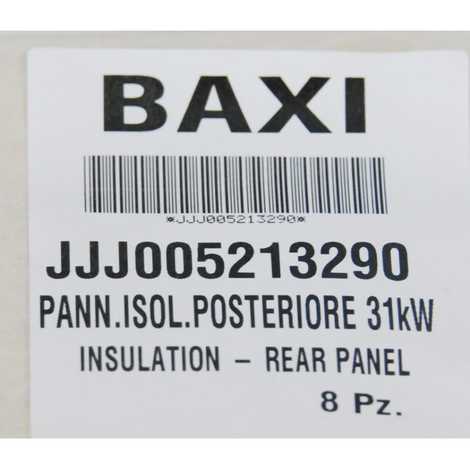 BAXI
*JJJ005213290*
JJJ005213290
PANN.ISOL.POSTERIORE 31kW
INSULATION – REAR PANEL
8 Pz.